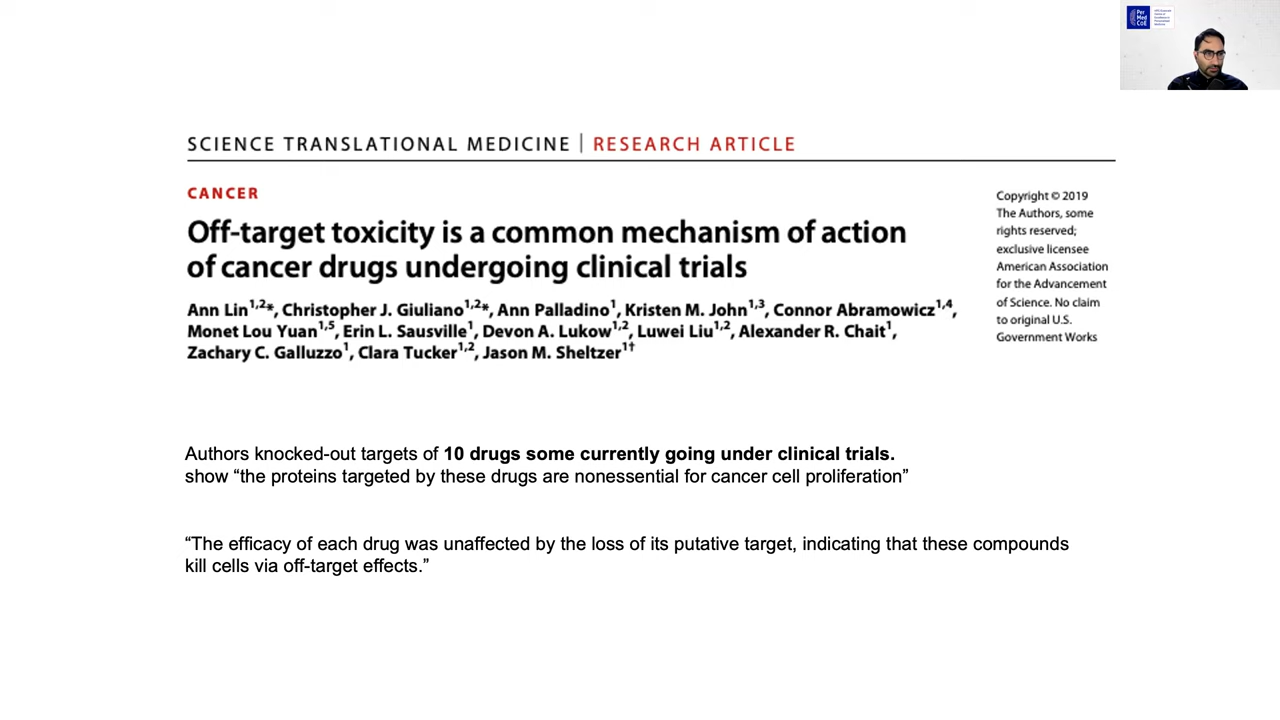 Per
Med
CoE
SCIENCE TRANSLATIONAL MEDICINE | RESEARCH ARTICLE
CANCER
Off-target toxicity is a common mechanism of action
of cancer drugs undergoing clinical trials
Ann Lin1,2*, Christopher J. Giuliano1,2*, Ann Palladino1, Kristen M. John1,3, Connor Abramowicz1,4,
Monet Lou Yuan1,5, Erin L. Sausville1, Devon A. Lukow1,2, Luwei Liu1,2, Alexander R. Chait1,
Zachary C. Galluzzo1, Clara Tucker1,2, Jason M. Sheltzer1†
Copyright © 2019
The Authors, some
rights reserved;
exclusive licensee
American Association
for the Advancement
of Science. No claim
to original U.S.
Government Works
Authors knocked-out targets of 10 drugs some currently going under clinical trials.
show “the proteins targeted by these drugs are nonessential for cancer cell proliferation”
“The efficacy of each drug was unaffected by the loss of its putative target, indicating that these compounds
kill cells via off-target effects.”